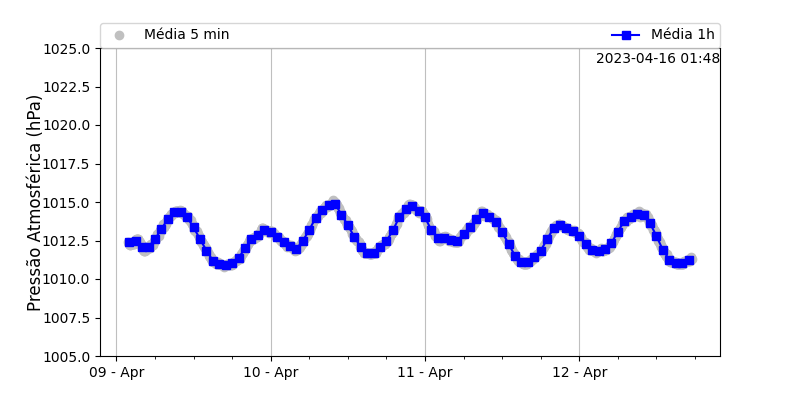 Média 5 min
Média 1h
2023-04-16 01:48
Pressão Atmosférica (hPa)
1025.0
1022.5
1020.0
1017.5
1015.0
1012.5
1010.0
1007.5
1005.0
09 - Apr
10 - Apr
11 - Apr
12 - Apr